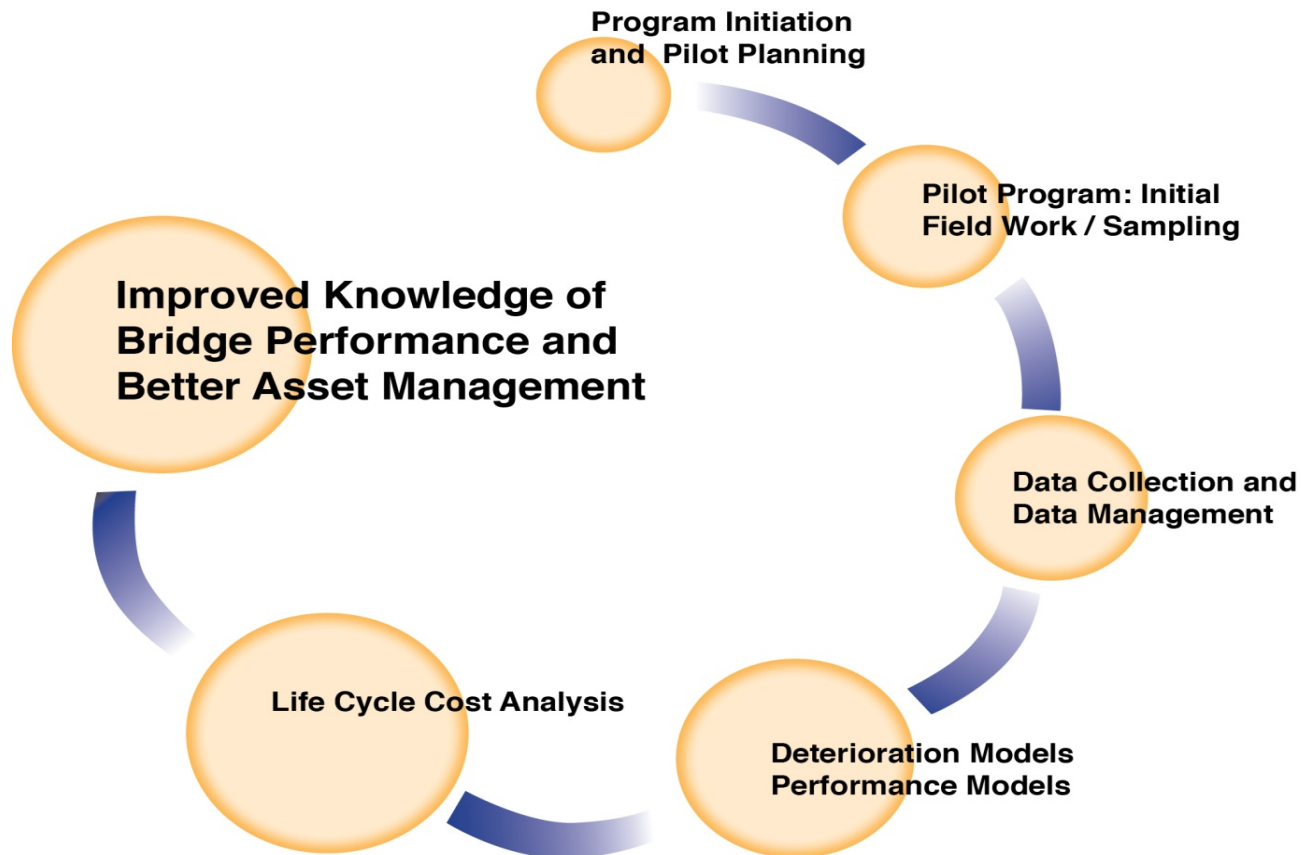 Program Initiation
and Pilot Planning
Pilot Program: Initial
Field Work / Sampling
Data Collection and
Data Management
Deterioration Models
Performance Models
Life Cycle Cost Analysis
Improved Knowledge of
Bridge Performance and
Better Asset Management